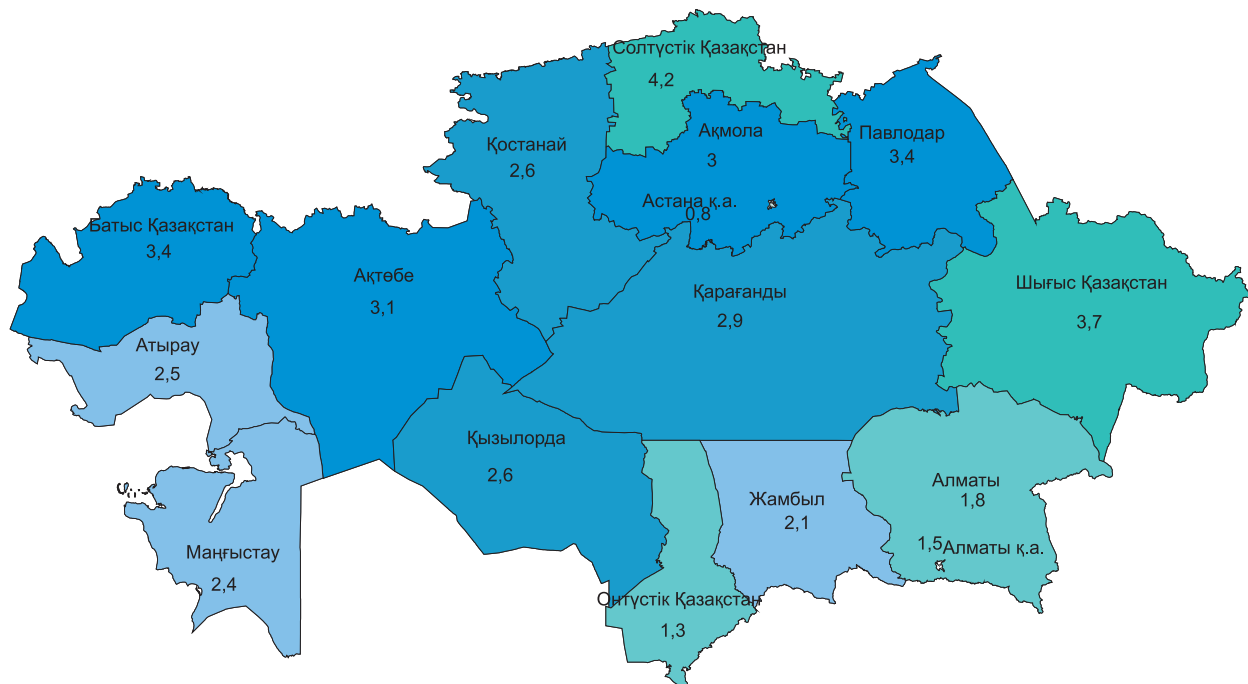 Солтүстік Қазақстан
4,2
Қостанай
2,6
Ақмола
3
Павлодар
3,4
Астана қ.а.
0,8
Батыс Қазақстан
3,4
Ақтөбе
3,1
Қарағанды
2,9
Шығыс Қазақстан
3,7
Атырау
2,5
Қызылорда
2,6
Маңғыстау
2,4
Жамбыл
2,1
Алматы
1,8
1,5 Алматы қ.а.
Оңтүстік Қазақстан
1,3